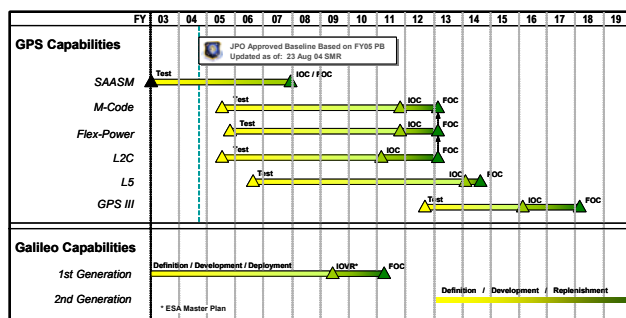 FY 03 04 05 06 07 08 09 10 11 12 13 14 15 16 17 18 19
GPS Capabilities
JPO Approved Baseline Based on FY05 PB
Updated as of: 23 Aug 04 SMR
SAASM Test IOC / FOC
M-Code Test IOC FOC
Flex-Power Test IOC FOC
L2C Test IOC FOC
L5 Test IOC FOC
GPS III Test IOC FOC
Galileo Capabilities
Definition / Development / Deployment
1st Generation IOVR* FOC
Definition / Development / Replenishment
2nd Generation
* ESA Master Plan